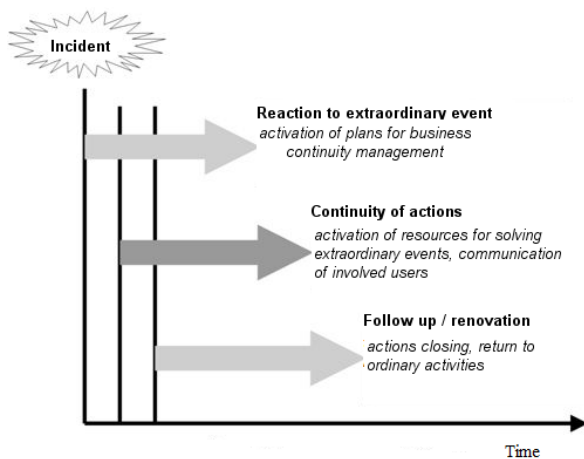 Incident
Reaction to extraordinary event
activation of plans for business
continuity management
Continuity of actions
activation of resources for solving
extraordinary events, communication
of involved users
Follow up / renovation
actions closing, return to
ordinary activities
Time